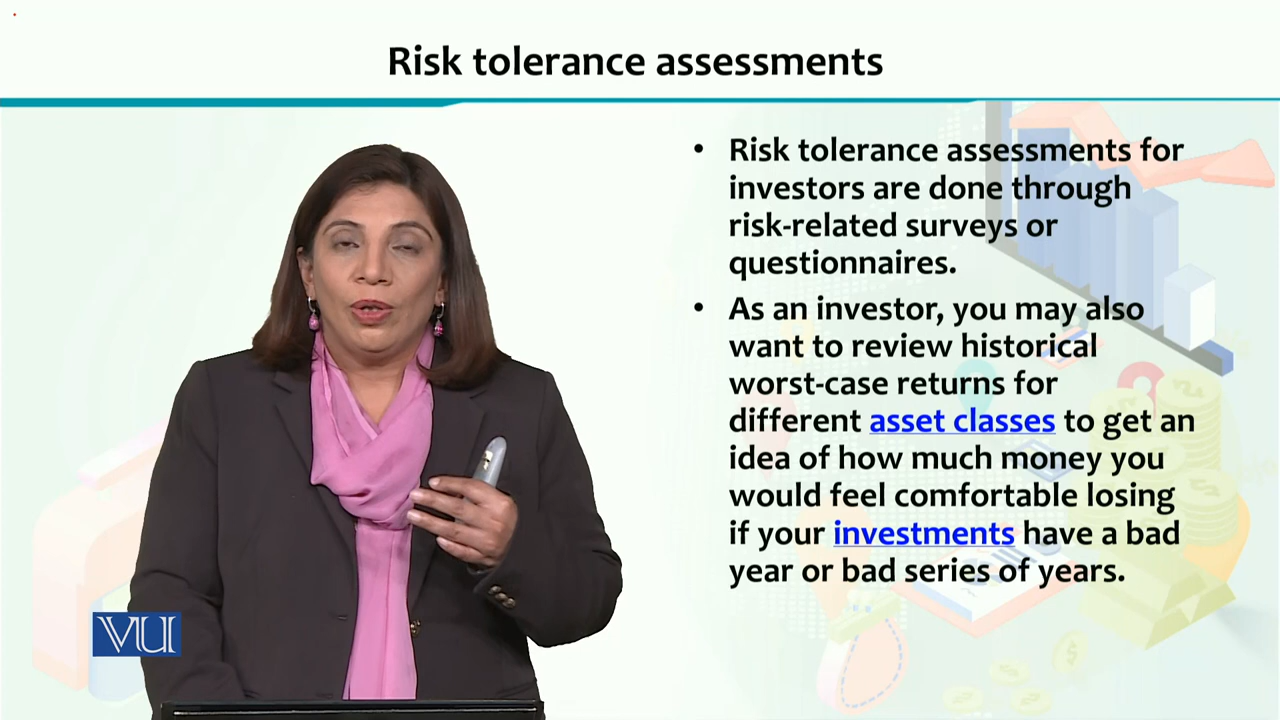 Risk tolerance assessments
• Risk tolerance assessments for
investors are done through
risk-related surveys or
questionnaires.
• As an investor, you may also
want to review historical
worst-case returns for
different asset classes to get an
idea of how much money you
would feel comfortable losing
if your investments have a bad
year or bad series of years.
VU